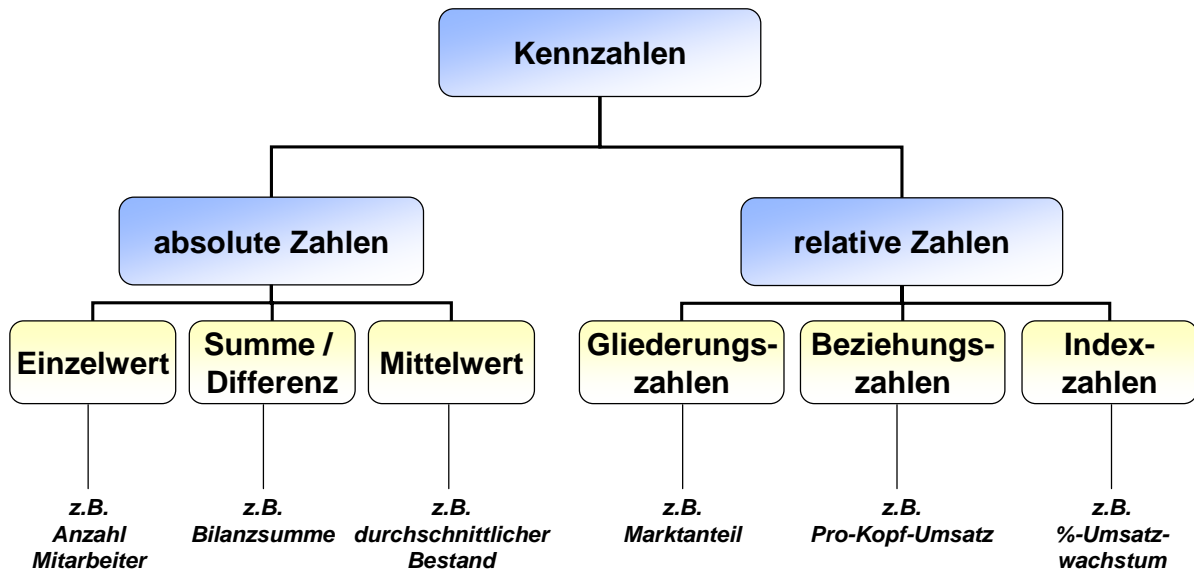 Kennzahlen
absolute Zahlen
relative Zahlen
Einzelwert
Summe /
Differenz
Mittelwert
Gliederungs-
zahlen
Beziehungs-
zahlen
Index-
zahlen
z.B.
Anzahl
Mitarbeiter
z.B.
Bilanzsumme
z.B.
durchschnittlicher
Bestand
z.B.
Marktanteil
z.B.
Pro-Kopf-Umsatz
z.B.
%-Umsatz-
wachstum